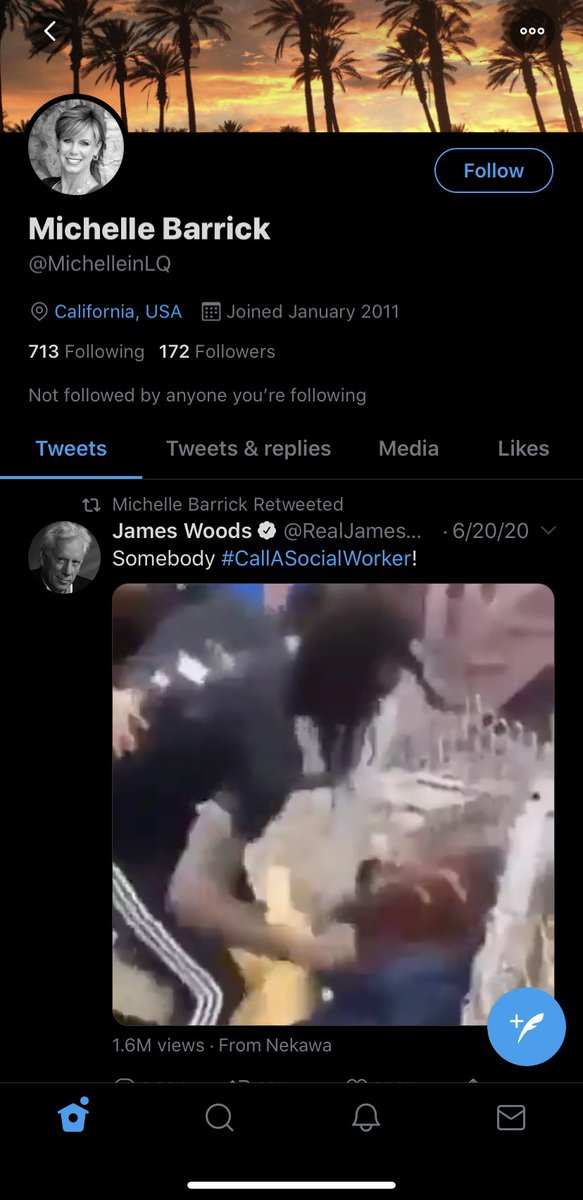 Follow
Michelle Barrick
@MichelleinLQ
California, USA Joined January 2011
713 Following 172 Followers
Not followed by anyone you're following
Tweets Tweets & replies Media Likes
Michelle Barrick Retweeted
James Woods @RealJames... · 6/20/20
Somebody #CallASocialWorker!
1.6M views · From Nekawa